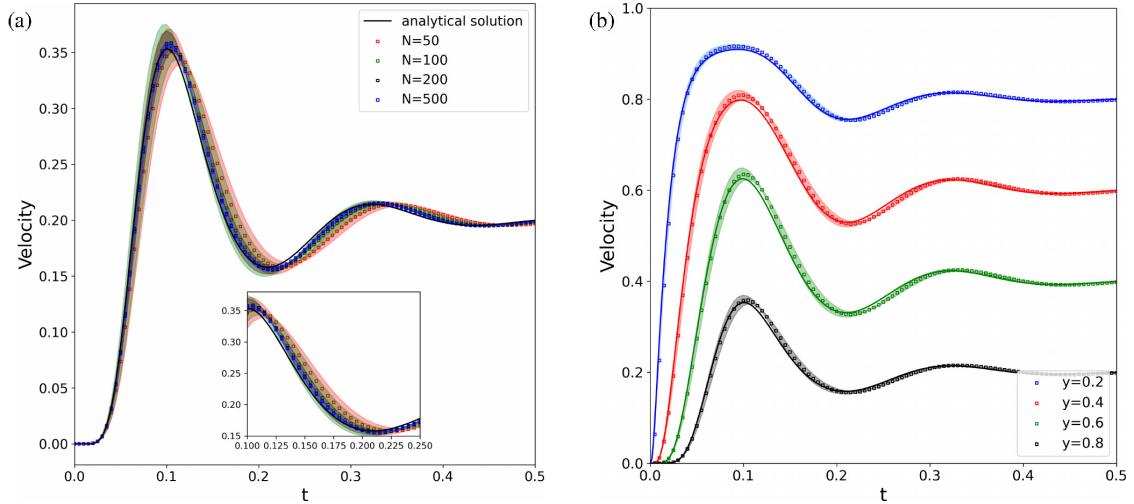 (a)
Velocity
0.35
0.30
0.25
0.20
0.15
0.10
0.05
0.00
analytical solution
N=50
N=100
N=200
N=500
0.35
0.30
0.25
0.20
0.15
0.100 0.125 0.150 0.175 0.200 0.225 0.250
0.0 0.1 0.2 0.3 0.4 0.5
t
(b)
Velocity
1.0
0.8
0.6
0.4
0.2
0.0
y=0.2
y=0.4
y=0.6
y=0.8
0.0 0.1 0.2 0.3 0.4 0.5
t